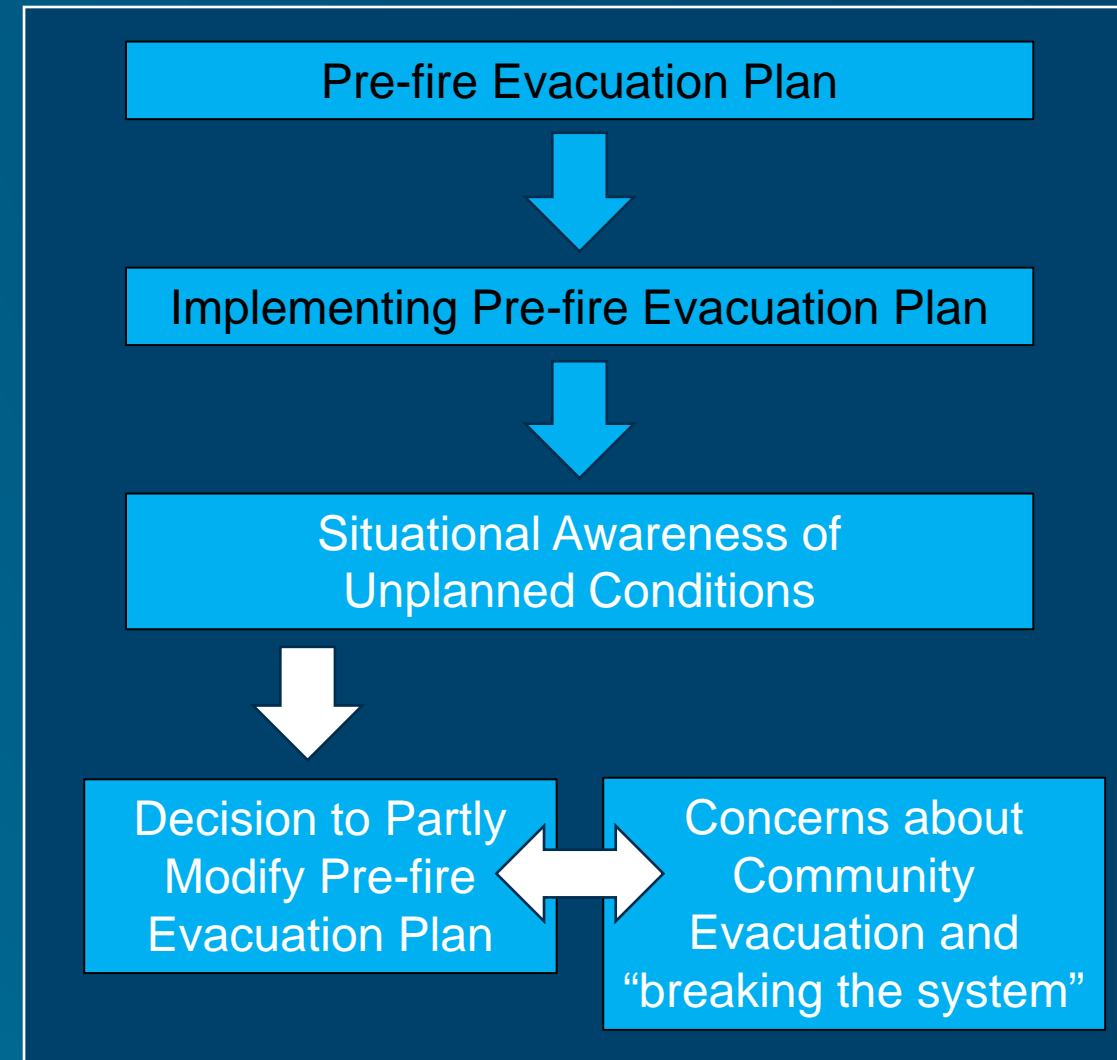 Pre-fire Evacuation Plan
Implementing Pre-fire Evacuation Plan
Situational Awareness of
Unplanned Conditions
Decision to Partly
Modify Pre-fire
Evacuation Plan
Concerns about
Community
Evacuation and
“breaking the system”